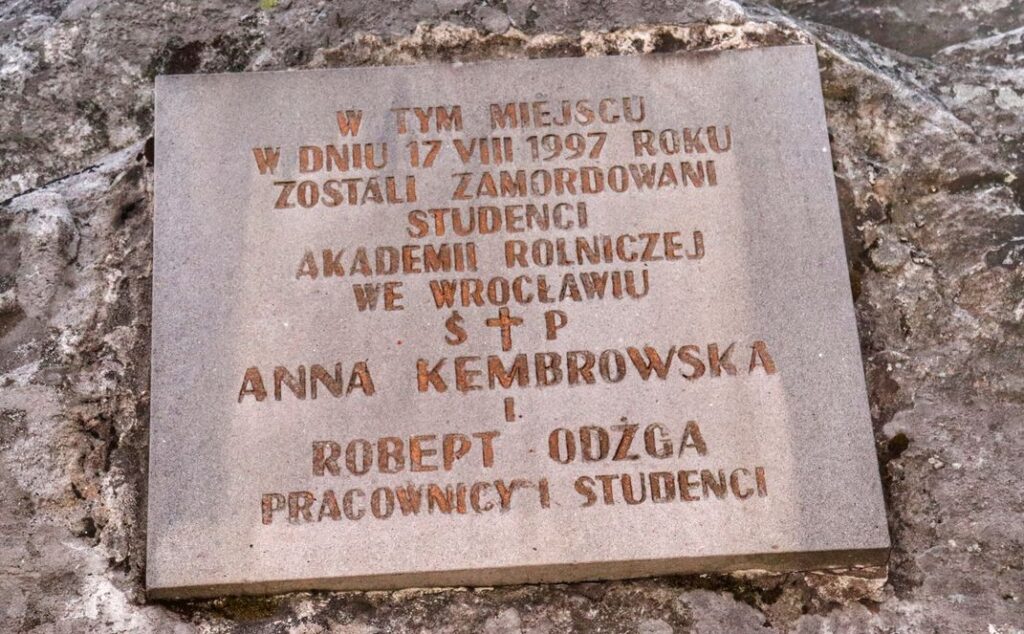 W TYM MIEJSCU
W DNIU 17 VIII 1997 ROKU
ZOSTALI ZAMORDOWANI
STUDENCI
AKADEMII ROLNICZEJ
WE WROCŁAWIU
Ś † P
ANNA KEMBROWSKA
I
ROBEPT ODŻGA
PRACOWNICY I STUDENCI